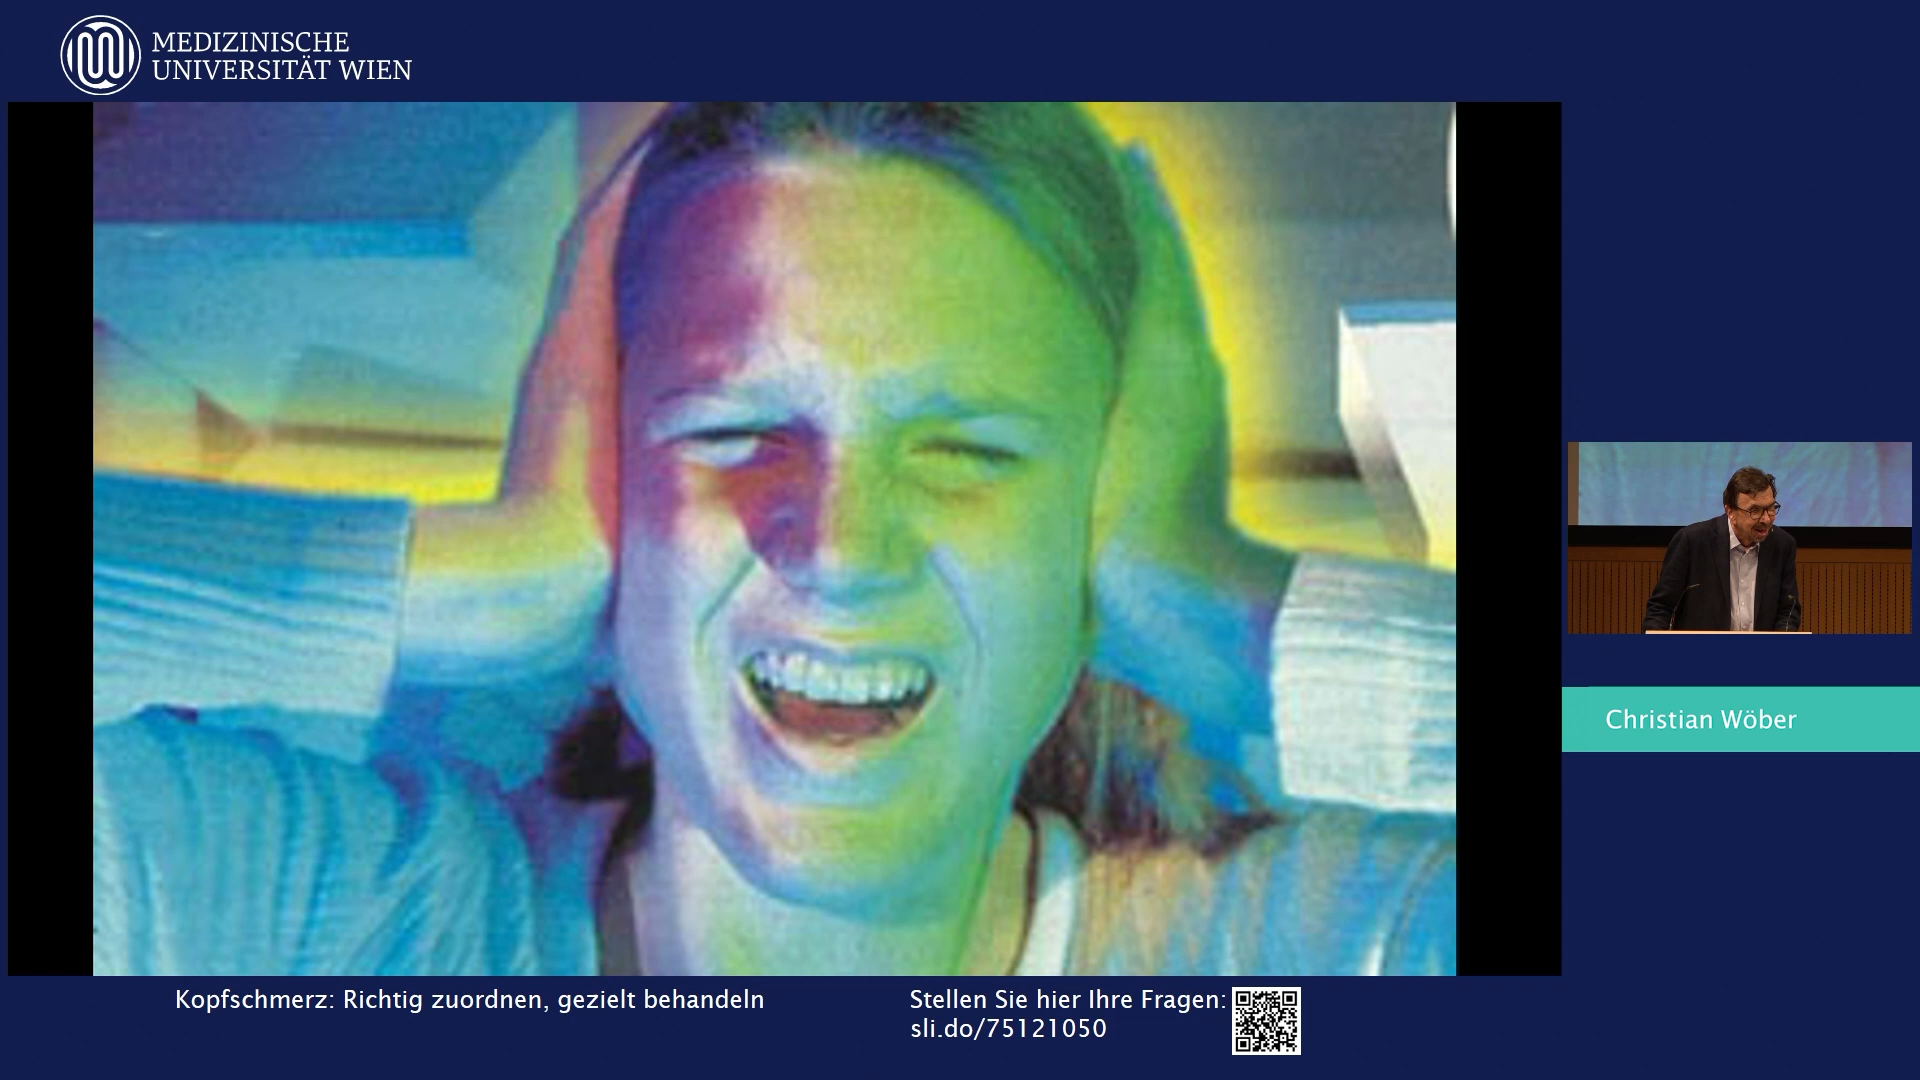 MEDIZINISCHE
UNIVERSITÄT WIEN
Christian Wöber
Kopfschmerz: Richtig zuordnen, gezielt behandeln
Stellen Sie hier Ihre Fragen:
sli.do/75121050